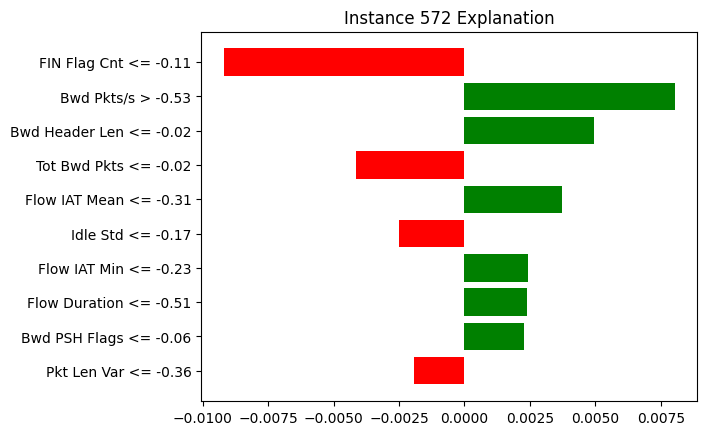 Instance 572 Explanation
FIN Flag Cnt <= -0.11
Bwd Pkts/s > -0.53
Bwd Header Len <= -0.02
Tot Bwd Pkts <= -0.02
Flow IAT Mean <= -0.31
Idle Std <= -0.17
Flow IAT Min <= -0.23
Flow Duration <= -0.51
Bwd PSH Flags <= -0.06
Pkt Len Var <= -0.36
−0.0100 −0.0075 −0.0050 −0.0025 0.0000 0.0025 0.0050 0.0075